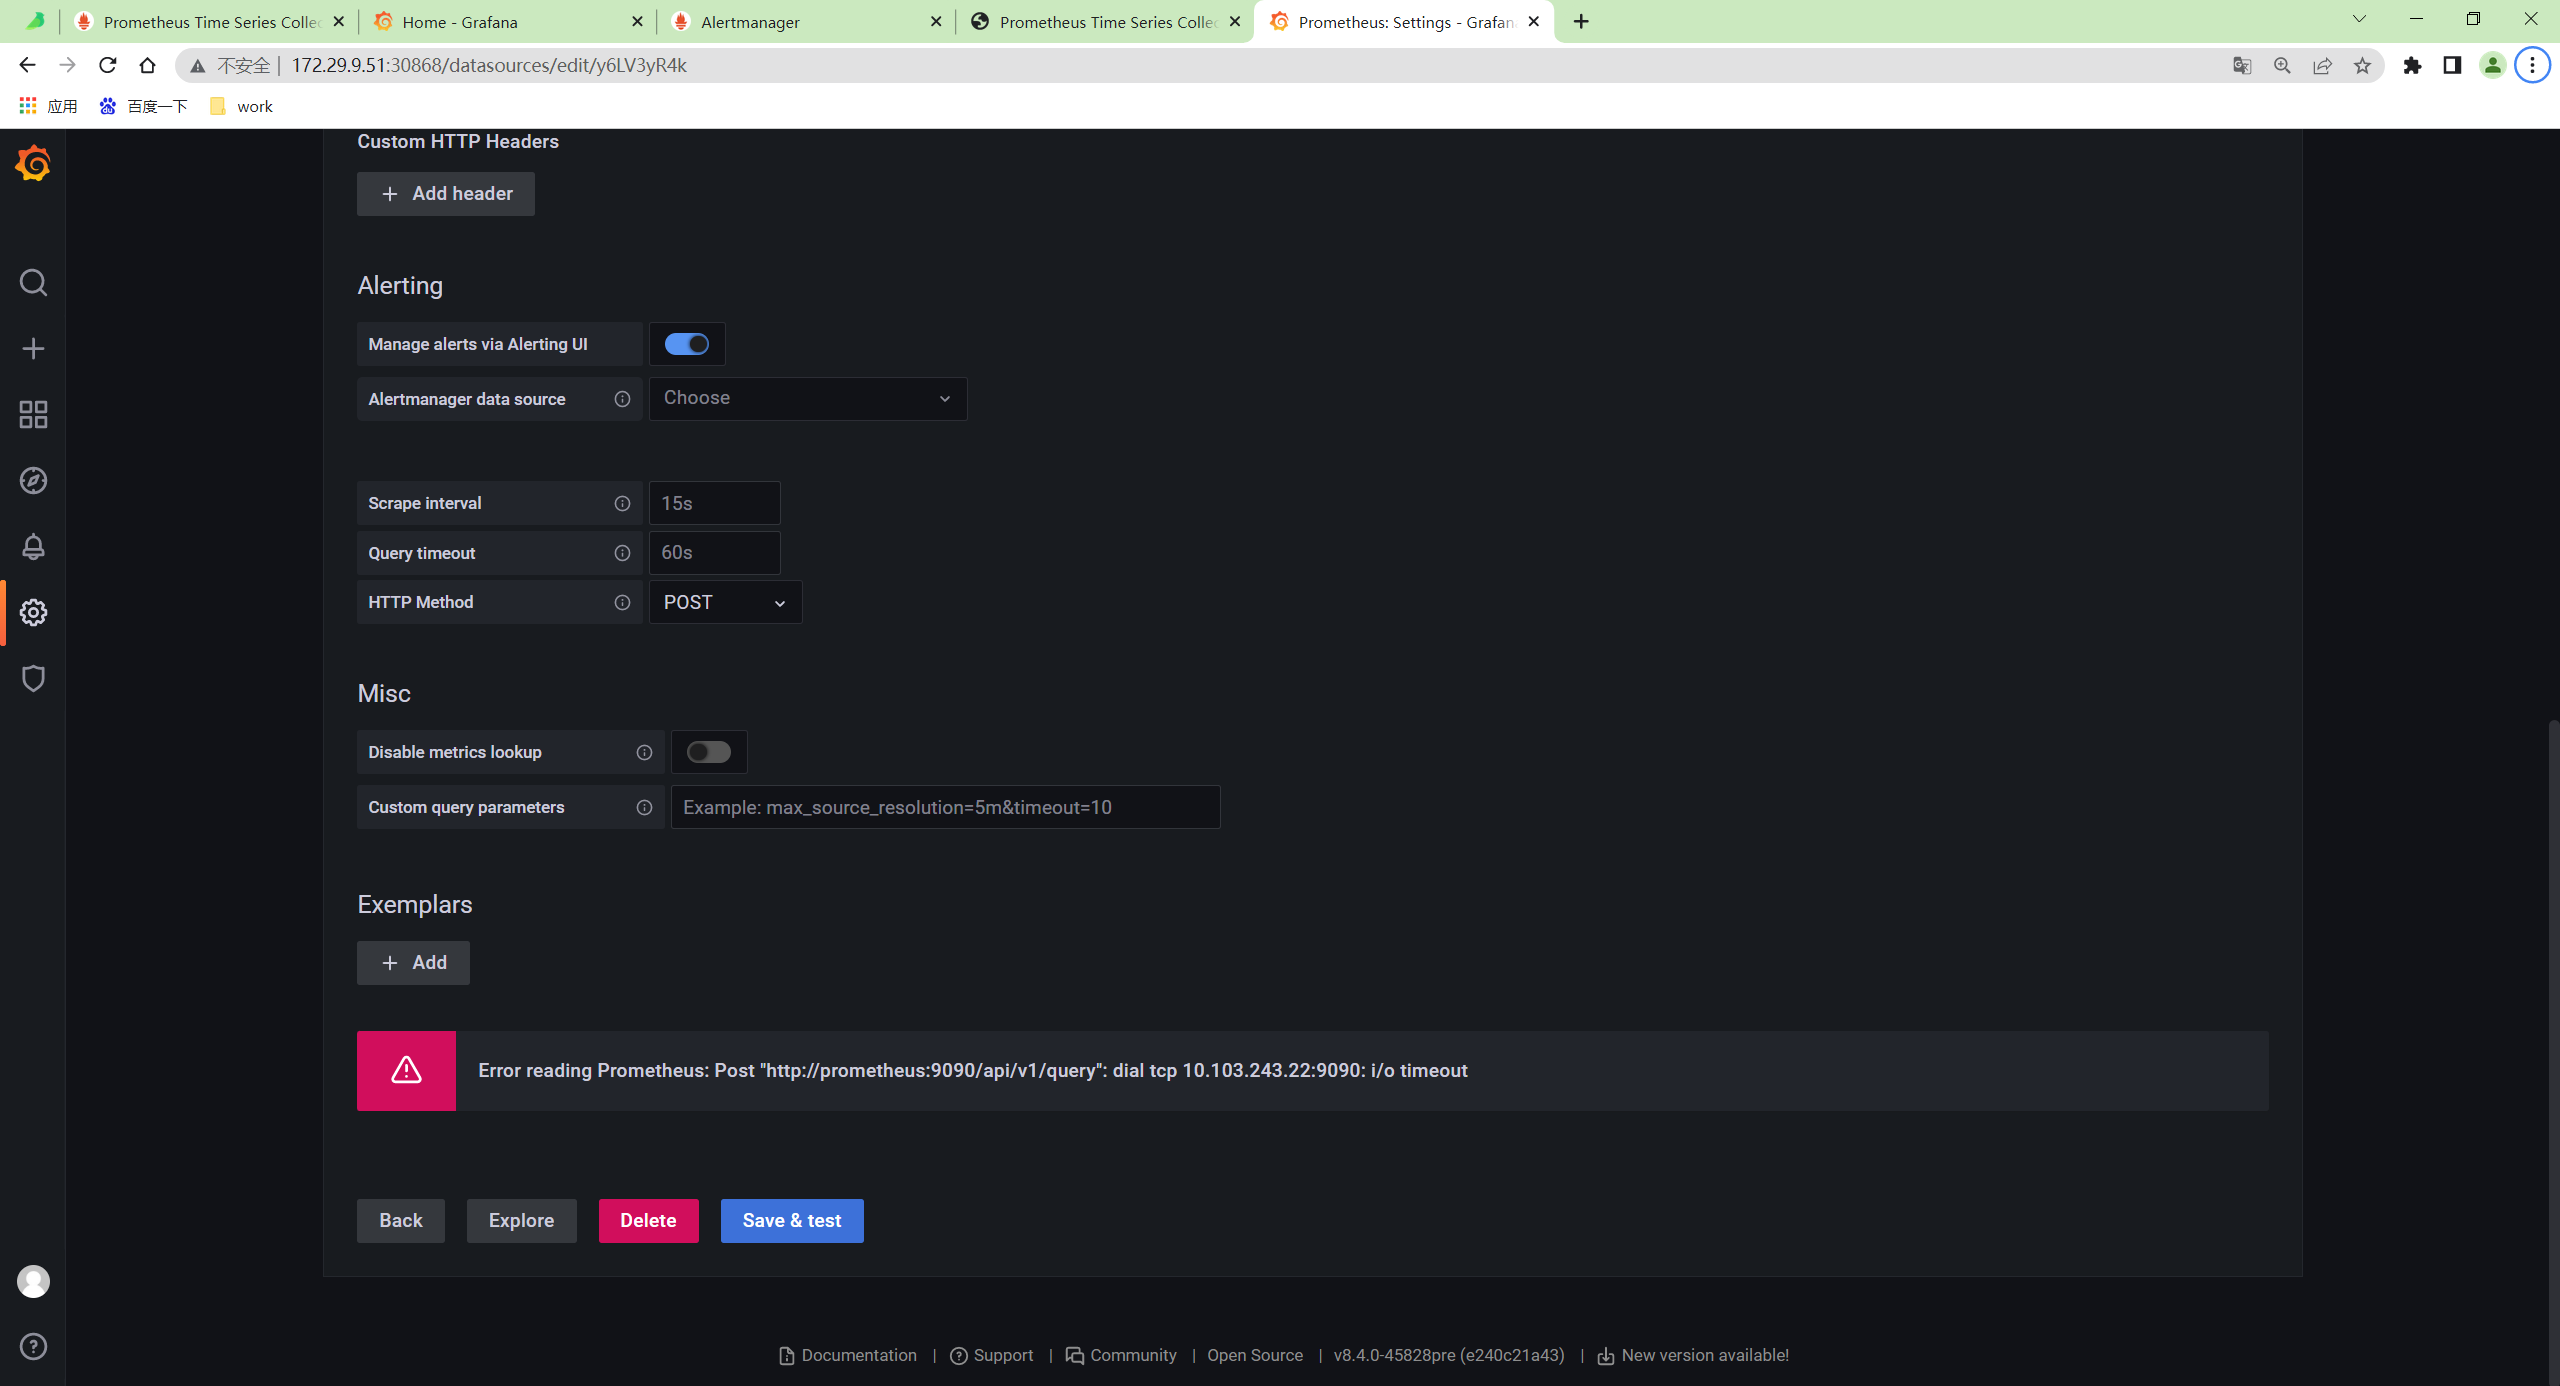 Prometheus Time Series Collec
Home - Grafana
Alertmanager
Prometheus Time Series Collec
Prometheus: Settings - Grafan
不安全 | 172.29.9.51:30868/datasources/edit/y6LV3yR4k
应用
百度一下
work
Custom HTTP Headers
Add header
Alerting
Manage alerts via Alerting UI
Alertmanager data source
Choose
Scrape interval
15s
Query timeout
60s
HTTP Method
POST
Misc
Disable metrics lookup
Custom query parameters
Example: max_source_resolution=5m&timeout=10
Exemplars
Add
Error reading Prometheus: Post "http://prometheus:9090/api/v1/query": dial tcp 10.103.243.22:9090: i/o timeout
Back
Explore
Delete
Save & test
Documentation | Support | Community | Open Source | v8.4.0-45828pre (e240c21a43) | New version available!